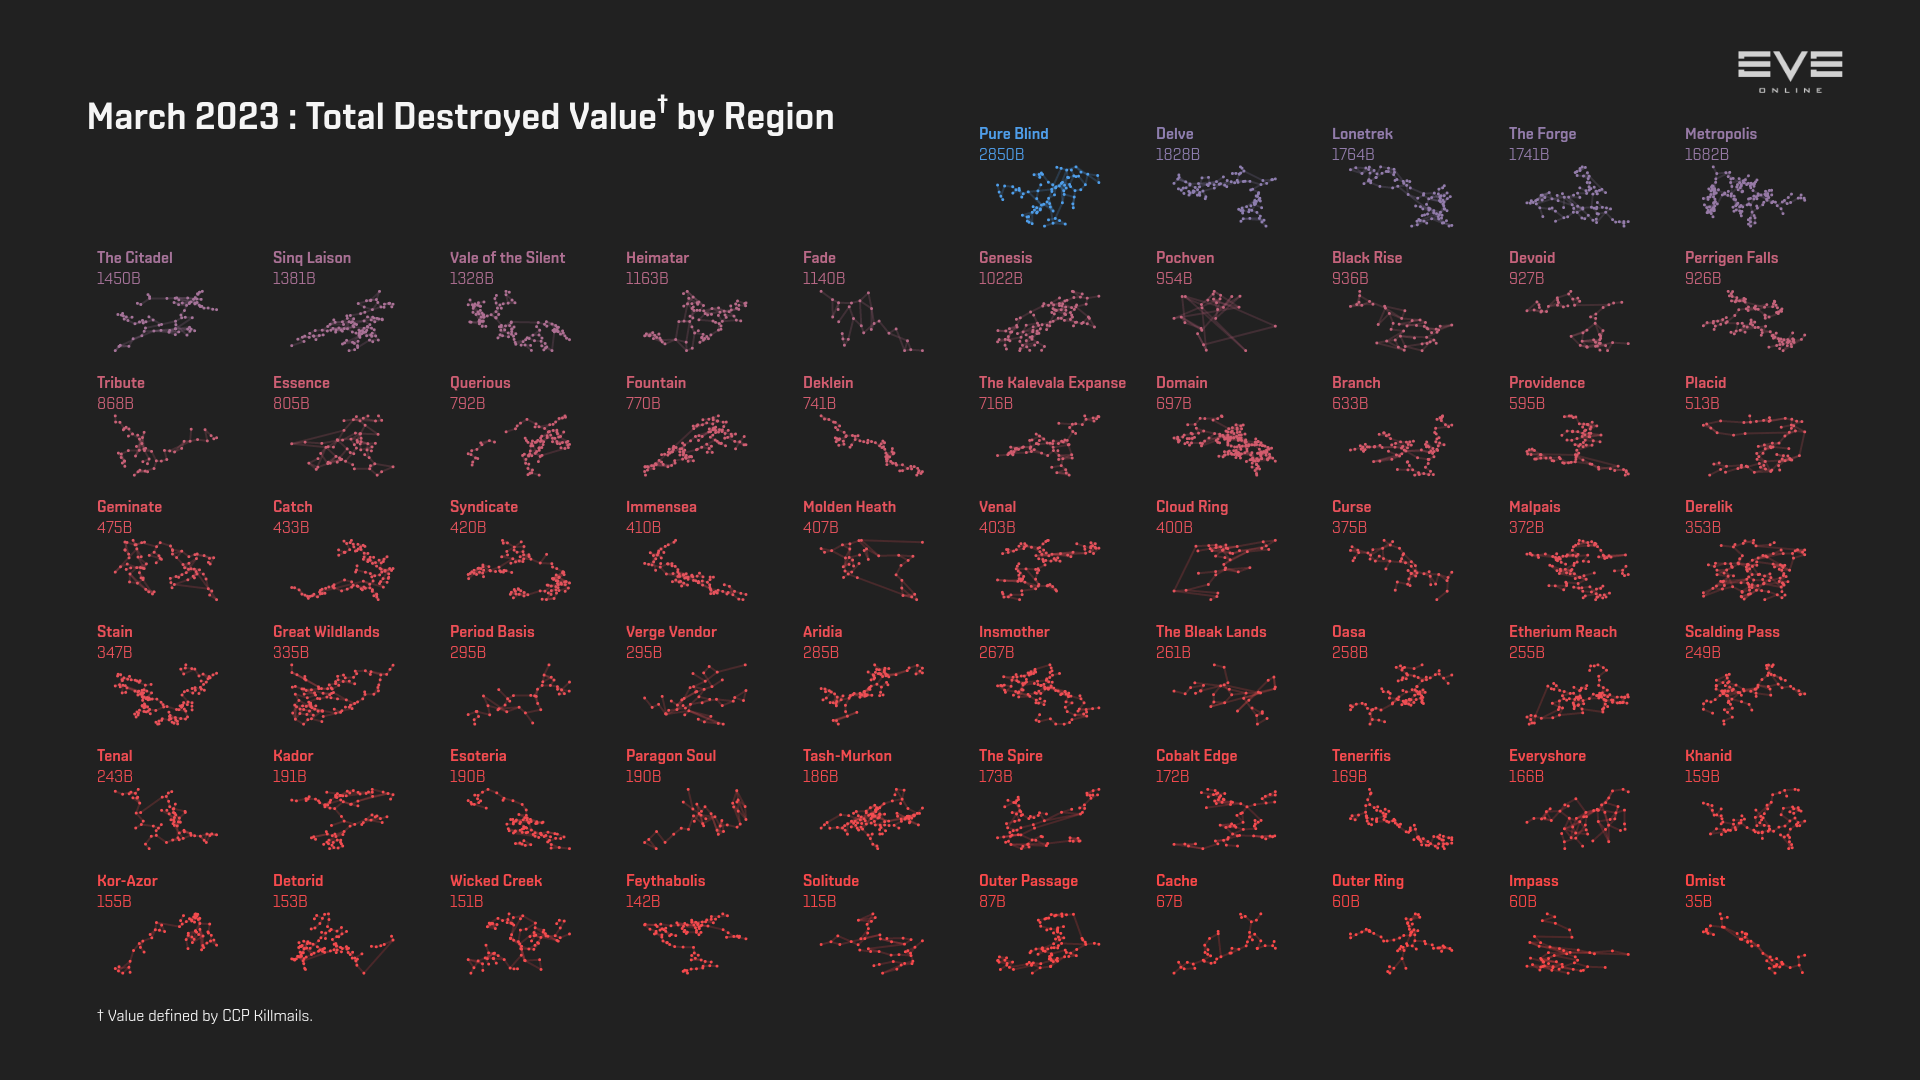 EVE
ONLINE
March 2023 : Total Destroyed Value† by Region
Pure Blind
2850B
Delve
1828B
Lonetrek
1764B
The Forge
1741B
Metropolis
1682B
The Citadel
1450B
Sinq Laison
1381B
Vale of the Silent
1328B
Heimatar
1163B
Fade
1140B
Genesis
1022B
Pochven
954B
Black Rise
936B
Devoid
927B
Perrigen Falls
926B
Tribute
868B
Essence
805B
Querious
792B
Fountain
770B
Deklein
741B
The Kalevala Expanse
716B
Domain
697B
Branch
633B
Providence
595B
Placid
513B
Geminate
475B
Catch
433B
Syndicate
420B
Immensea
410B
Molden Heath
407B
Venal
403B
Cloud Ring
400B
Curse
375B
Malpais
372B
Derelik
353B
Stain
347B
Great Wildlands
335B
Period Basis
295B
Verge Vendor
295B
Aridia
285B
Insmother
267B
The Bleak Lands
261B
Oasa
258B
Etherium Reach
255B
Scalding Pass
249B
Tenal
243B
Kador
191B
Esoteria
190B
Paragon Soul
190B
Tash-Murkon
186B
The Spire
173B
Cobalt Edge
172B
Tenerifis
169B
Everyshore
166B
Khanid
159B
Kor-Azor
155B
Detorid
153B
Wicked Creek
151B
Feythabolis
142B
Solitude
115B
Outer Passage
87B
Cache
67B
Outer Ring
60B
Impass
60B
Omist
35B
† Value defined by CCP Killmails.